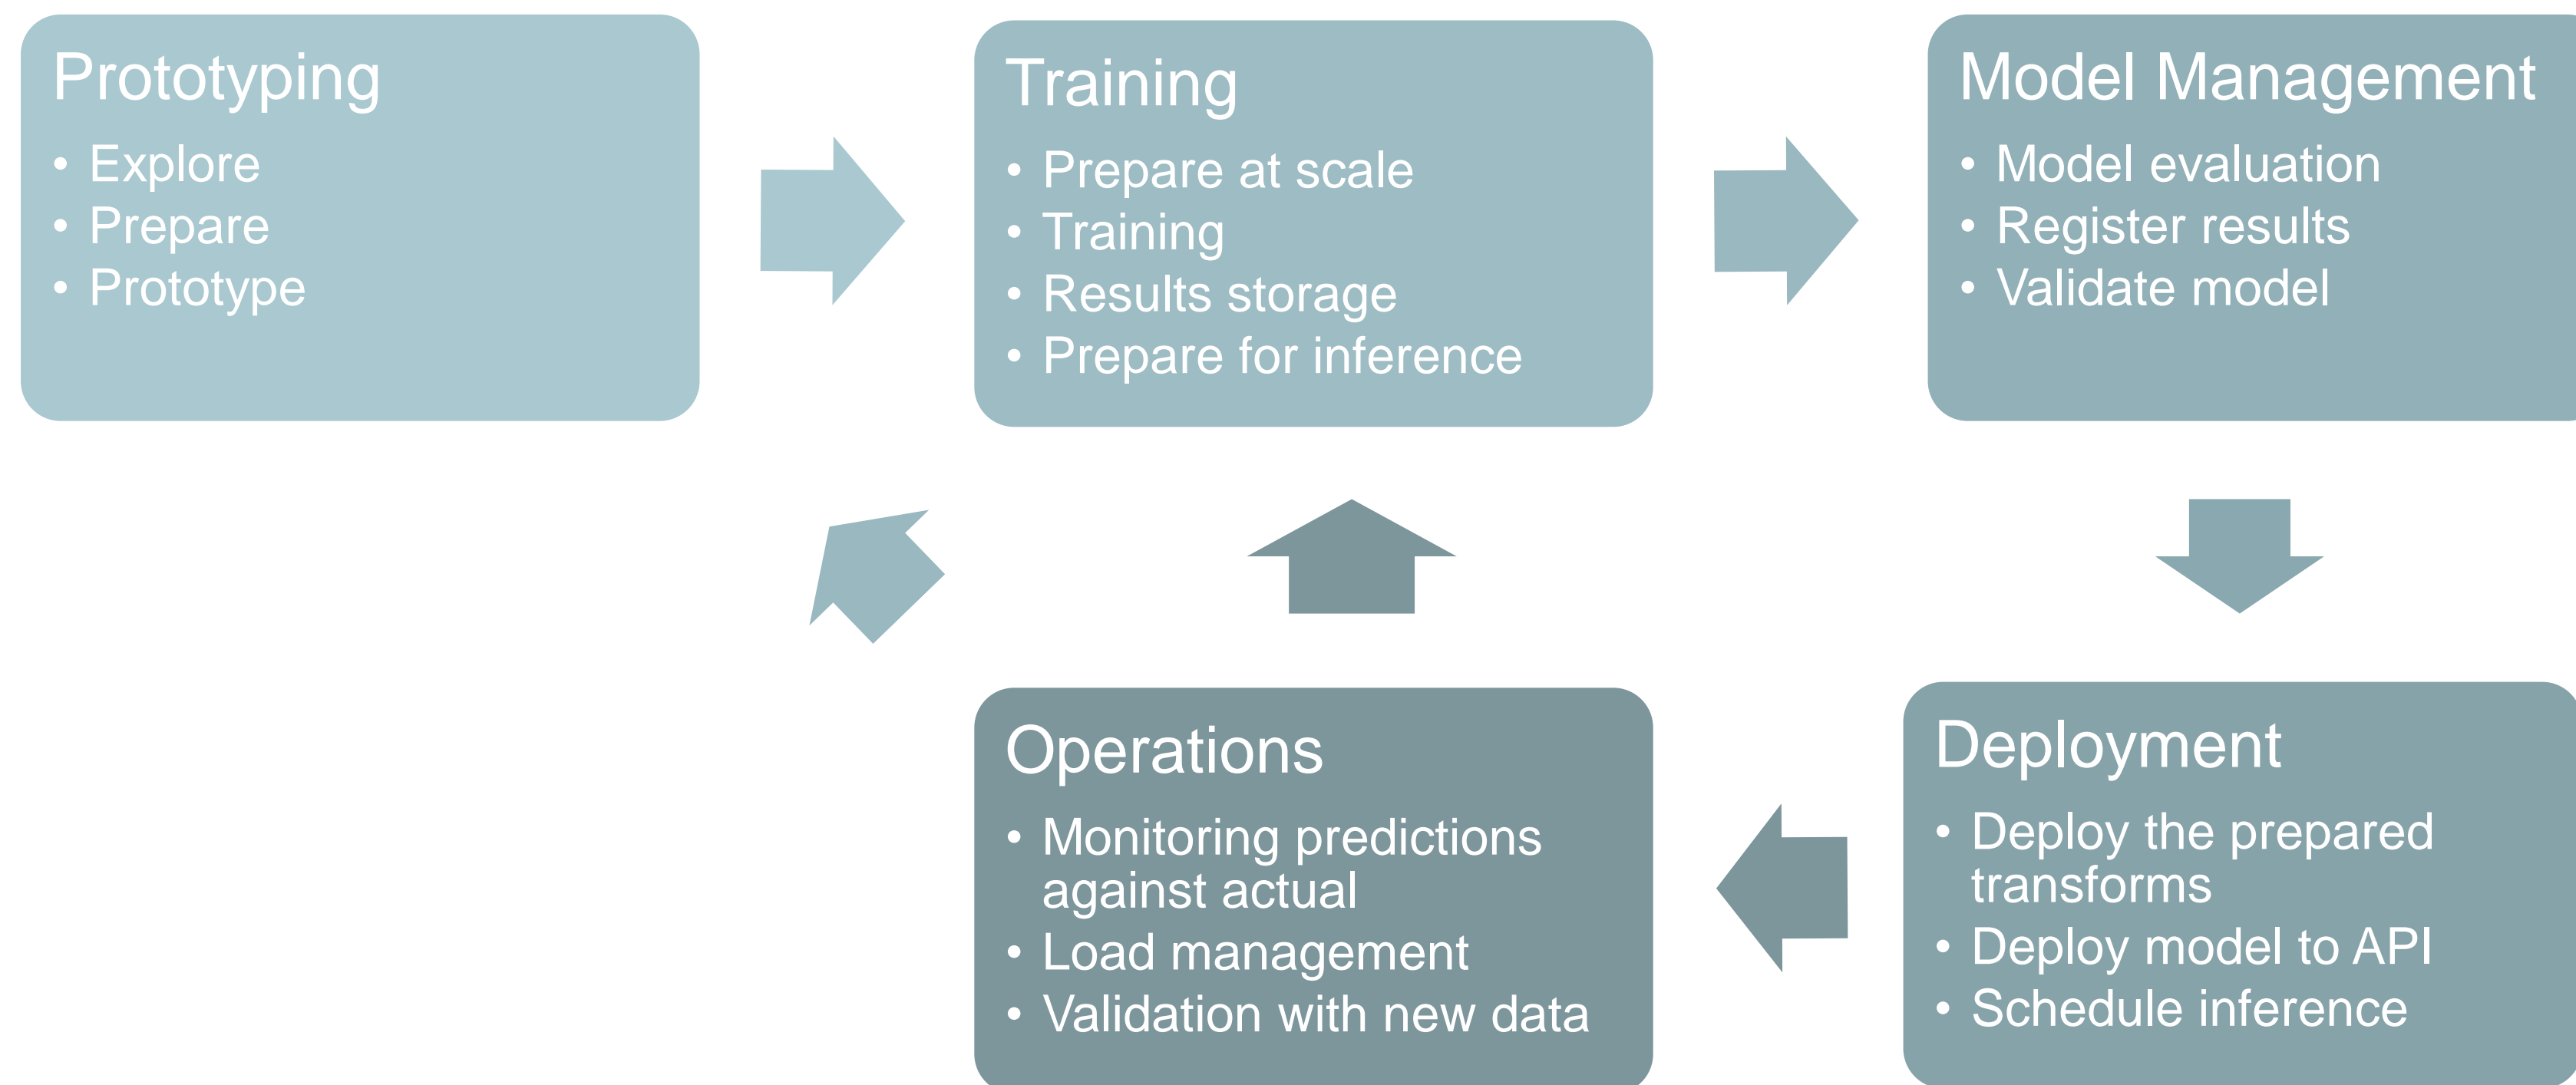 Prototyping
• Explore
• Prepare
• Prototype
Training
• Prepare at scale
• Training
• Results storage
• Prepare for inference
Model Management
• Model evaluation
• Register results
• Validate model
Operations
• Monitoring predictions
against actual
• Load management
• Validation with new data
Deployment
• Deploy the prepared
transforms
• Deploy model to API
• Schedule inference